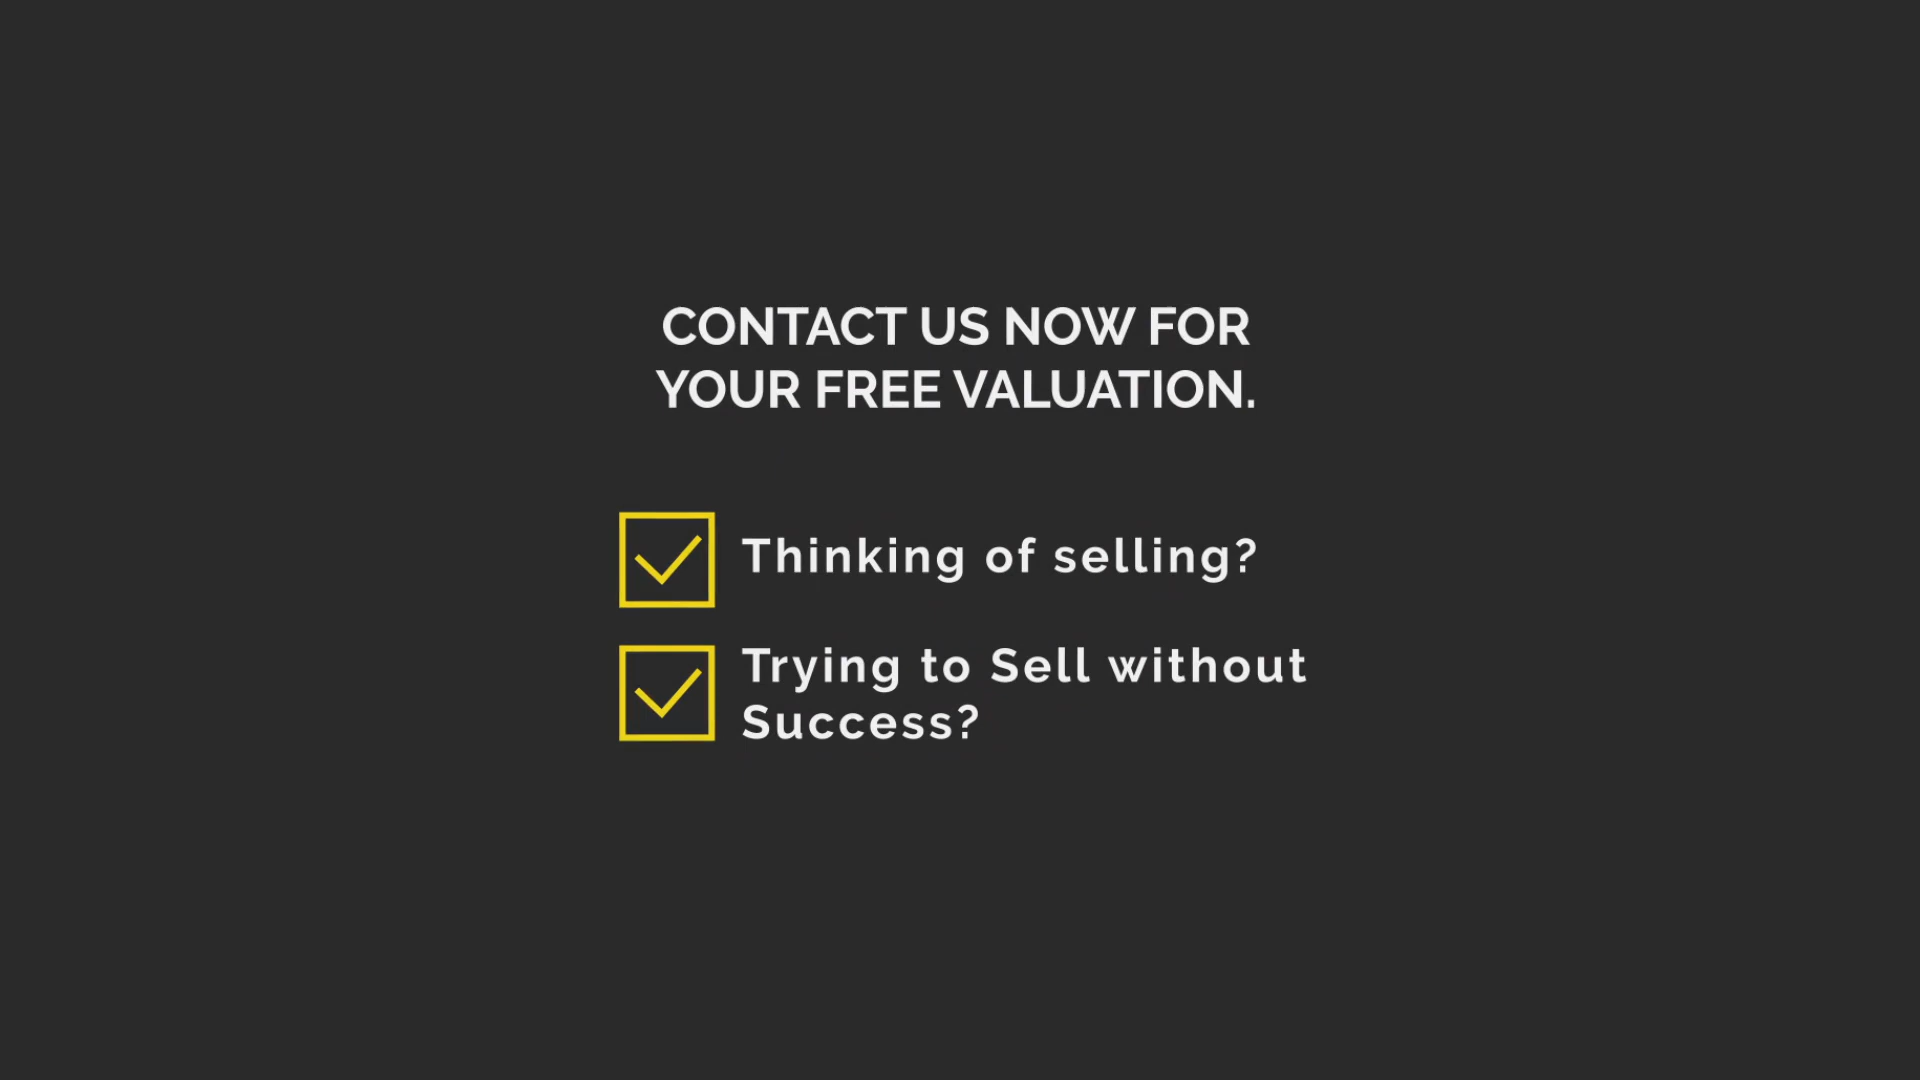 CONTACT US NOW FOR
YOUR FREE VALUATION.
Thinking of selling?
Trying to Sell without
Success?